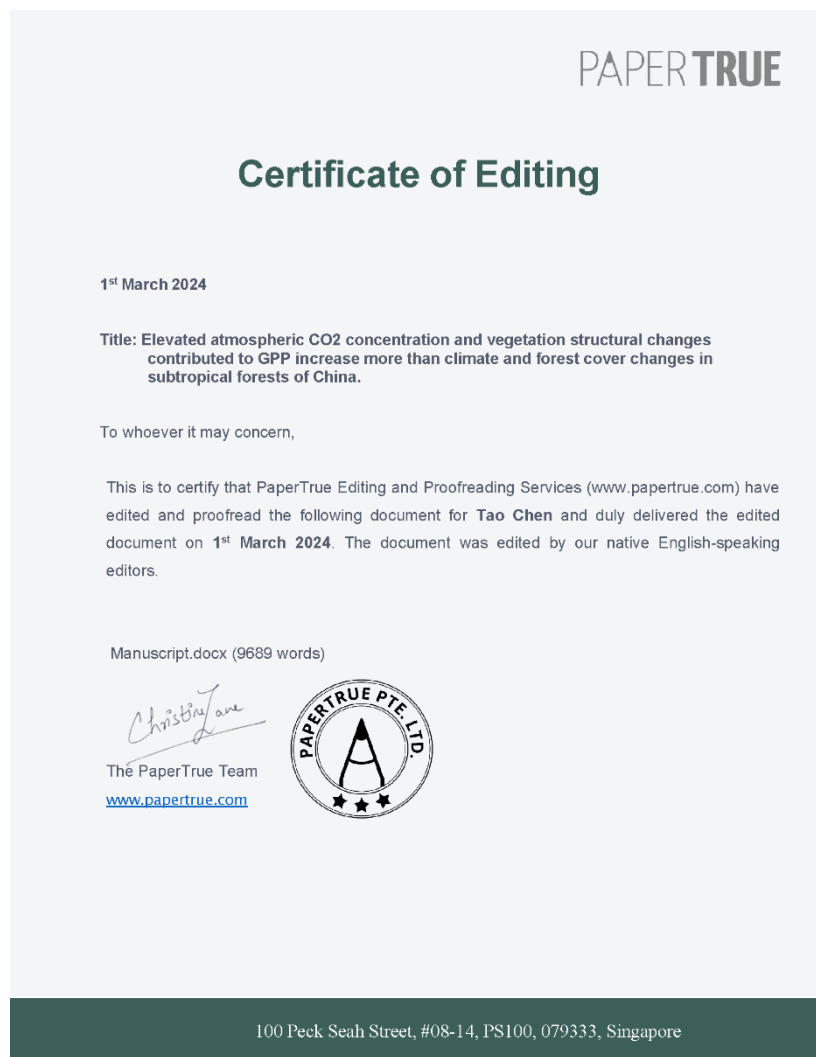 PAPERTRUE
Certificate of Editing
1st March 2024
Title: Elevated atmospheric CO2 concentration and vegetation structural changes
contributed to GPP increase more than climate and forest cover changes in
subtropical forests of China.
To whoever it may concern,
This is to certify that PaperTrue Editing and Proofreading Services (www.papertrue.com) have
edited and proofread the following document for Tao Chen and duly delivered the edited
document on 1st March 2024. The document was edited by our native English-speaking
editors.
Manuscript.docx (9689 words)
Christine Jane
PAPERTRUE PTE. LTD.
The PaperTrue Team
www.papertrue.com
100 Peck Seah Street, #08-14, PS100, 079333, Singapore